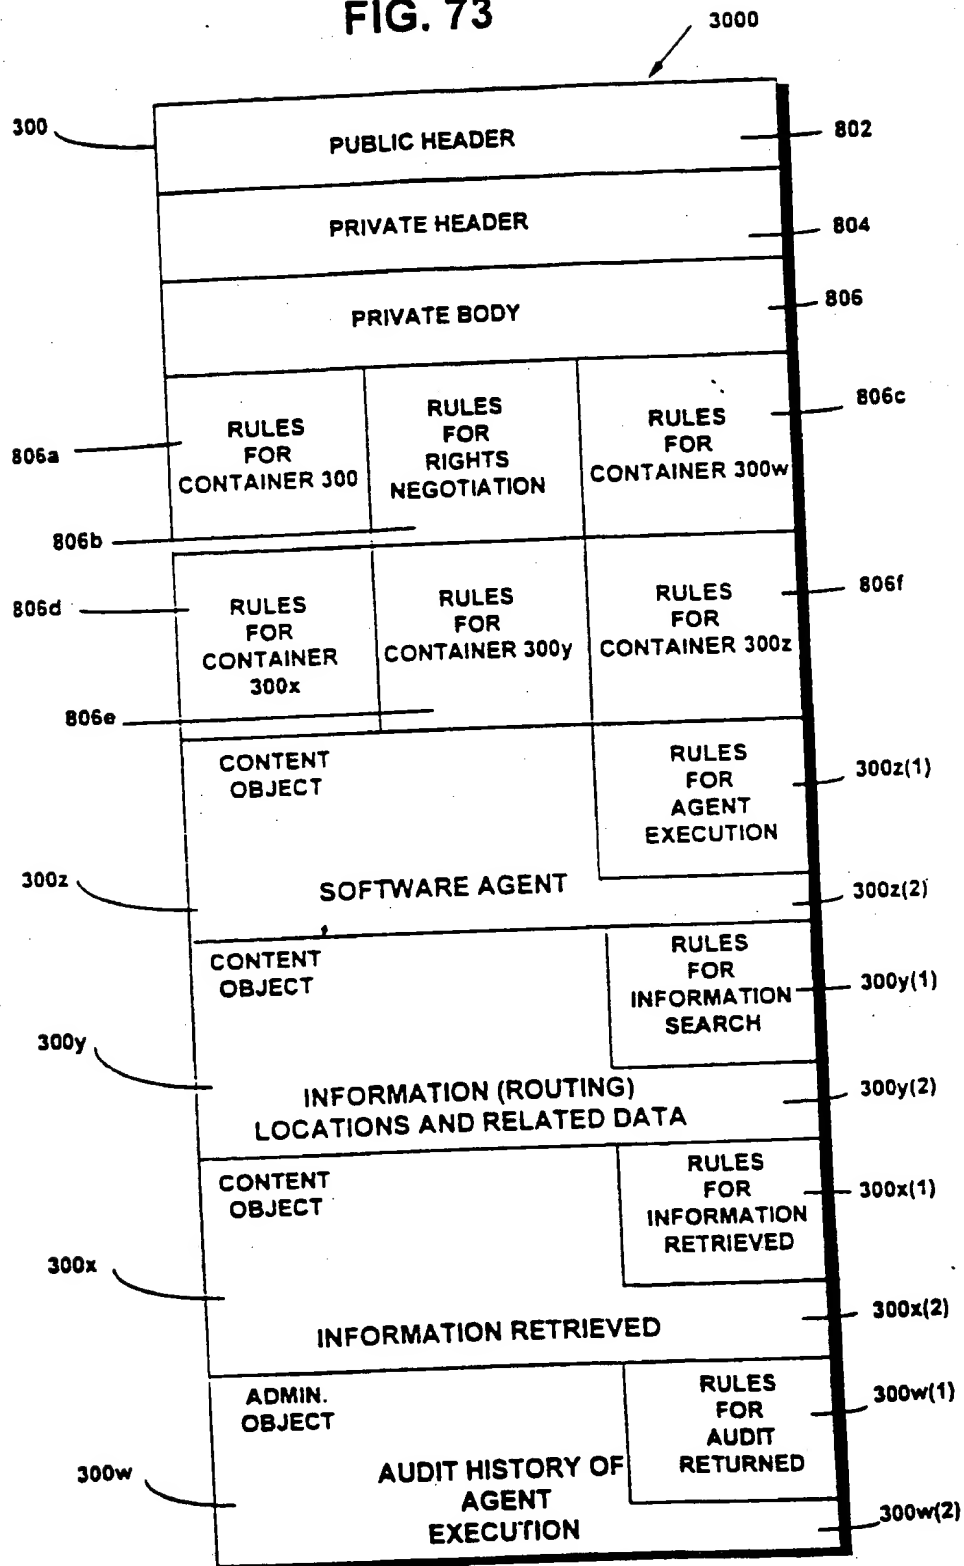 FIG. 73
3000
300
PUBLIC HEADER
802
PRIVATE HEADER
804
PRIVATE BODY
806
806a
RULES
FOR
CONTAINER 300
806b
RULES
FOR
RIGHTS
NEGOTIATION
RULES
FOR
CONTAINER 300w
806c
806d
RULES
FOR
CONTAINER
300x
806e
RULES
FOR
CONTAINER 300y
RULES
FOR
CONTAINER 300z
806f
CONTENT
OBJECT
RULES
FOR
AGENT
EXECUTION
300z(1)
300z
SOFTWARE AGENT
300z(2)
CONTENT
OBJECT
RULES
FOR
INFORMATION
SEARCH
300y(1)
300y
INFORMATION (ROUTING)
LOCATIONS AND RELATED DATA
300y(2)
CONTENT
OBJECT
RULES
FOR
INFORMATION
RETRIEVED
300x(1)
300x
INFORMATION RETRIEVED
300x(2)
ADMIN.
OBJECT
RULES
FOR
AUDIT
RETURNED
300w(1)
300w
AUDIT HISTORY OF
AGENT
EXECUTION
300w(2)